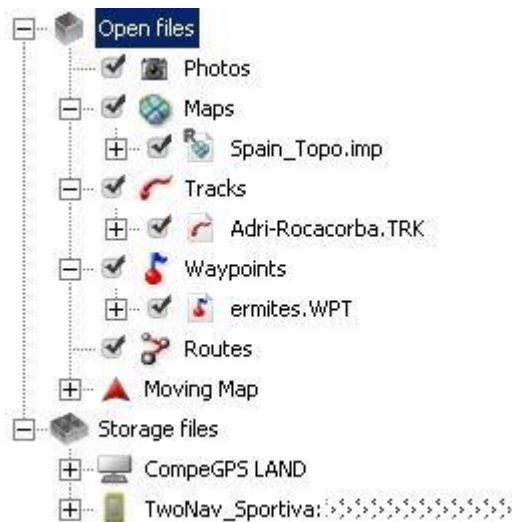 Open files
Photos
Maps
Spain_Topo.imp
Tracks
Adri-Rocacorba.TRK
Waypoints
ermites.WPT
Routes
Moving Map
Storage files
CompeGPS LAND
TwoNav_Sportiva: